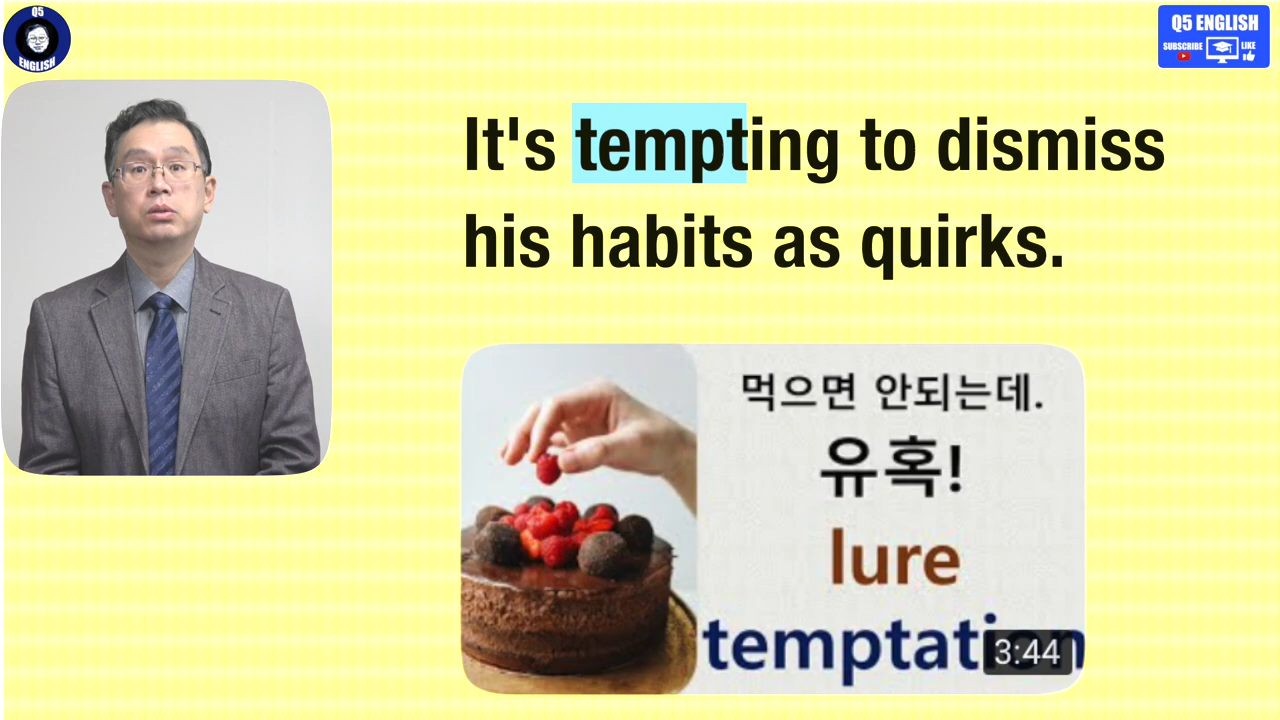 Q5
ENGLISH
Q5 ENGLISH
SUBSCRIBE
LIKE
It's tempting to dismiss
his habits as quirks.
먹으면 안되는데.
유혹!
lure
temptation
3:44